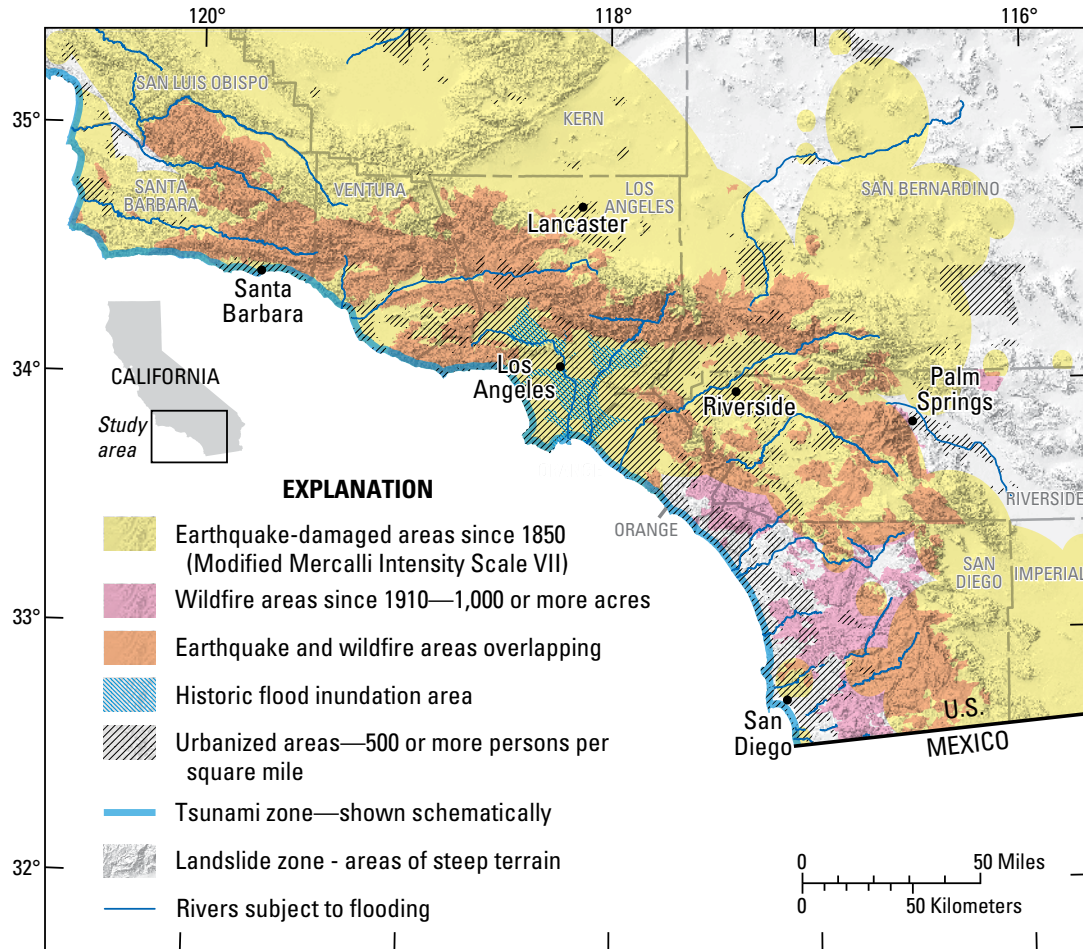 120°
118°
116°
35°
34°
33°
32°
SAN LUIS OBISPO
KERN
SANTA
BARBARA
VENTURA
LOS
ANGELES
SAN BERNARDINO
Lancaster
Santa
Barbara
Los
Angeles
Riverside
Palm
Springs
RIVERSIDE
ORANGE
SAN
DIEGO
IMPERIAL
San
Diego
U.S.
MEXICO
CALIFORNIA
Study
area
EXPLANATION
Earthquake-damaged areas since 1850
(Modified Mercalli Intensity Scale VII)
Wildfire areas since 1910—1,000 or more acres
Earthquake and wildfire areas overlapping
Historic flood inundation area
Urbanized areas—500 or more persons per
square mile
Tsunami zone—shown schematically
Landslide zone - areas of steep terrain
Rivers subject to flooding
0 50 Miles
0 50 Kilometers